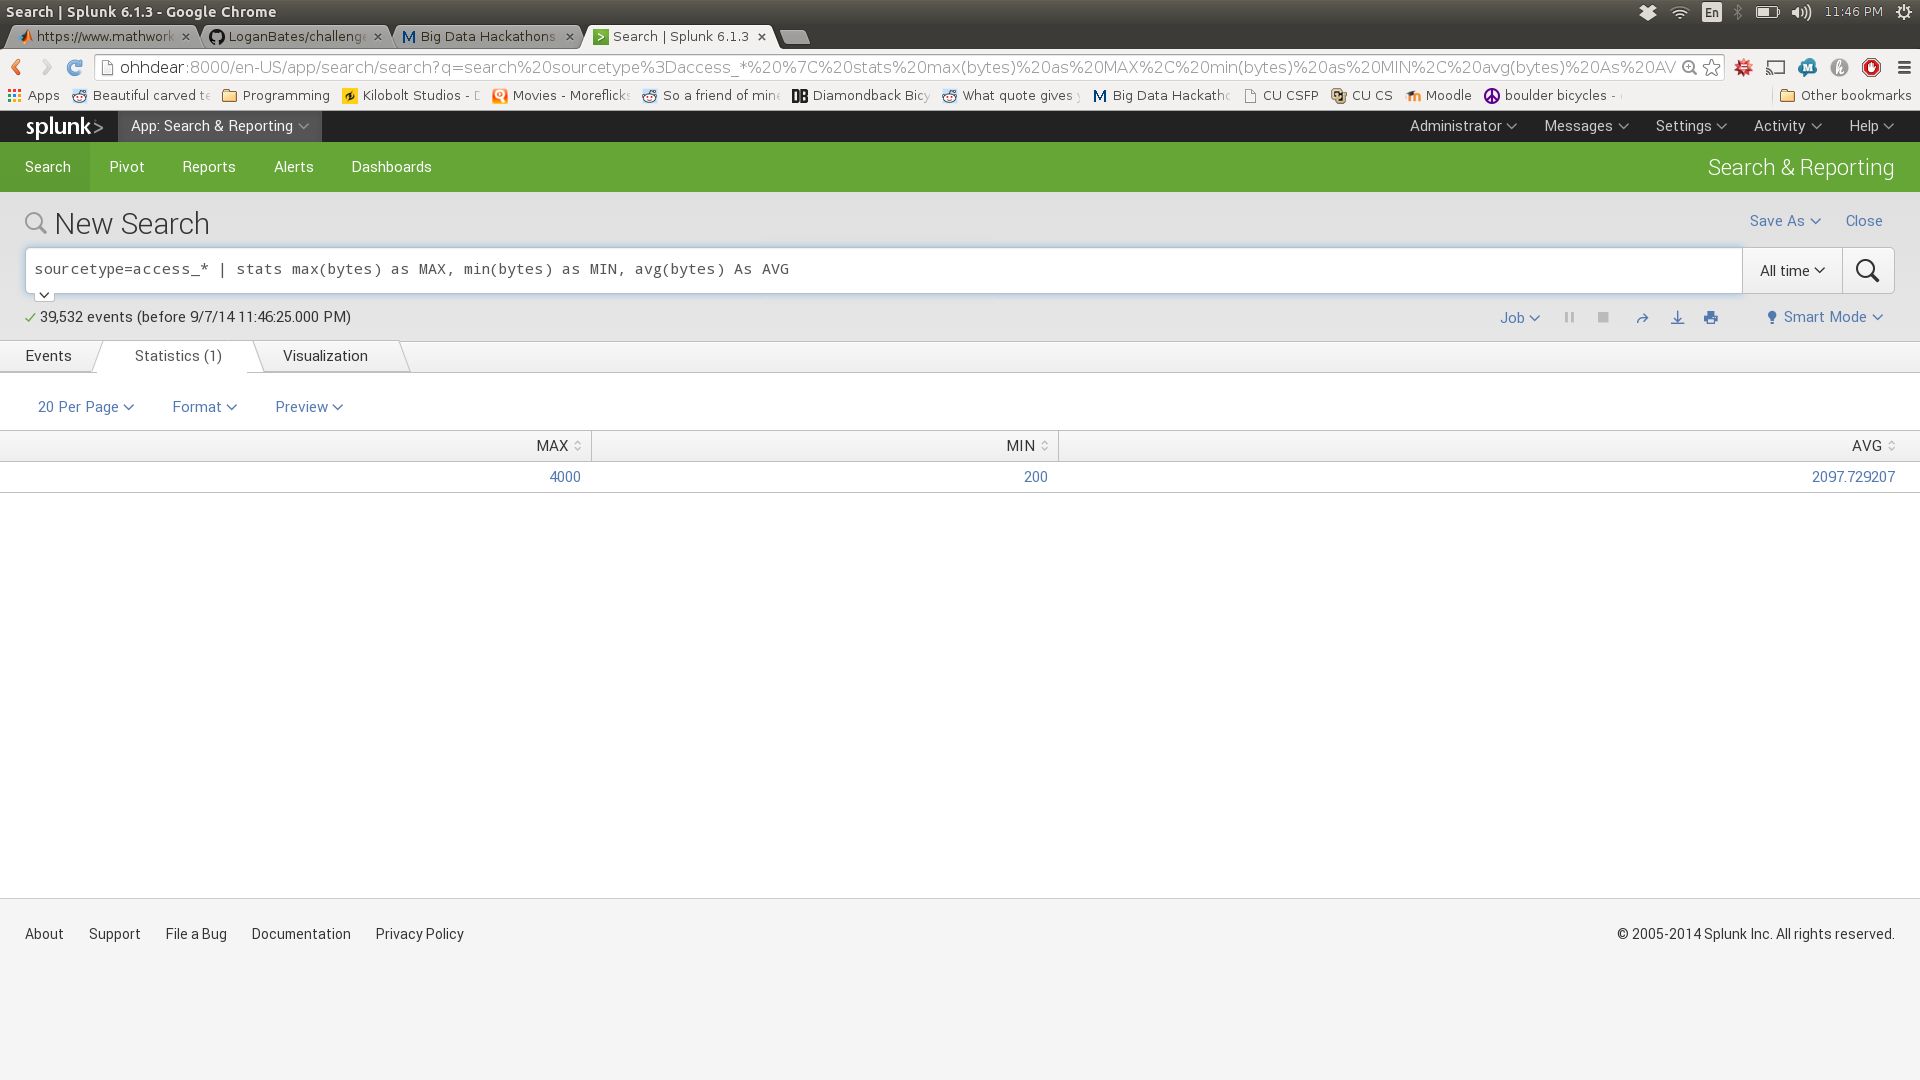 Search | Splunk 6.1.3 - Google Chrome
En 11:46 PM
https://www.mathwork LoganBates/challenge Big Data Hackathons Search | Splunk 6.1.3
ohhdear:8000/en-US/app/search/search?q=search%20sourcetype%3Daccess_*%20%7C%20stats%20max(bytes)%20as%20MAX%2C%20min(bytes)%20as%20MIN%2C%20avg(bytes)%20As%20AV
Apps Beautiful carved te Programming Kilobolt Studios - D Movies - Moreflicks So a friend of mine Diamondback Bicy What quote gives y Big Data Hackatho CU CSFP CU CS Moodle boulder bicycles - Other bookmarks
splunk> App: Search & Reporting Administrator Messages Settings Activity Help
Search Pivot Reports Alerts Dashboards Search & Reporting
New Search Save As Close
sourcetype=access_* | stats max(bytes) as MAX, min(bytes) as MIN, avg(bytes) As AVG All time
39,532 events (before 9/7/14 11:46:25.000 PM) Job Smart Mode
Events Statistics (1) Visualization
20 Per Page Format Preview
MAX MIN AVG
4000 200 2097.729207
About Support File a Bug Documentation Privacy Policy © 2005-2014 Splunk Inc. All rights reserved.